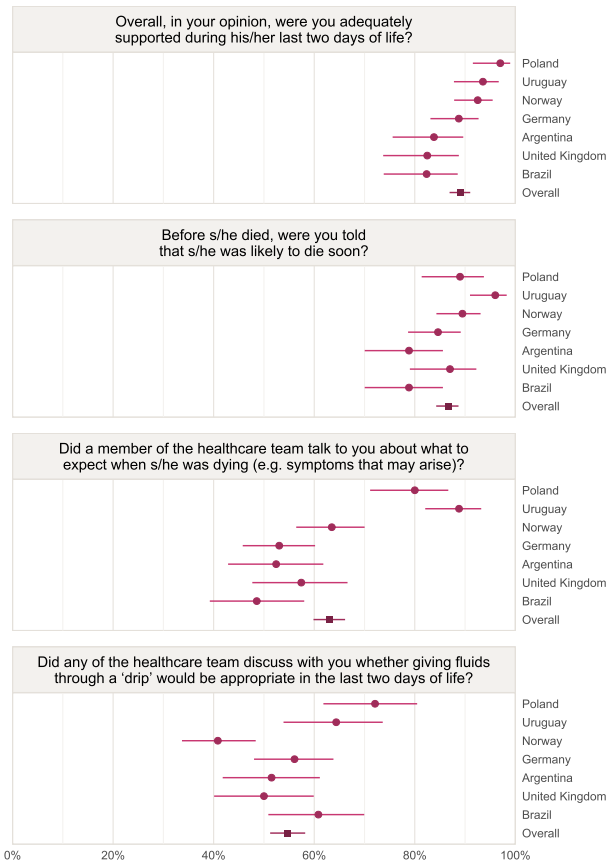 Overall, in your opinion, were you adequately
supported during his/her last two days of life?
Poland
Uruguay
Norway
Germany
Argentina
United Kingdom
Brazil
Overall
Before s/he died, were you told
that s/he was likely to die soon?
Poland
Uruguay
Norway
Germany
Argentina
United Kingdom
Brazil
Overall
Did a member of the healthcare team talk to you about what to
expect when s/he was dying (e.g. symptoms that may arise)?
Poland
Uruguay
Norway
Germany
Argentina
United Kingdom
Brazil
Overall
Did any of the healthcare team discuss with you whether giving fluids
through a ‘drip’ would be appropriate in the last two days of life?
Poland
Uruguay
Norway
Germany
Argentina
United Kingdom
Brazil
Overall
0% 20% 40% 60% 80% 100%